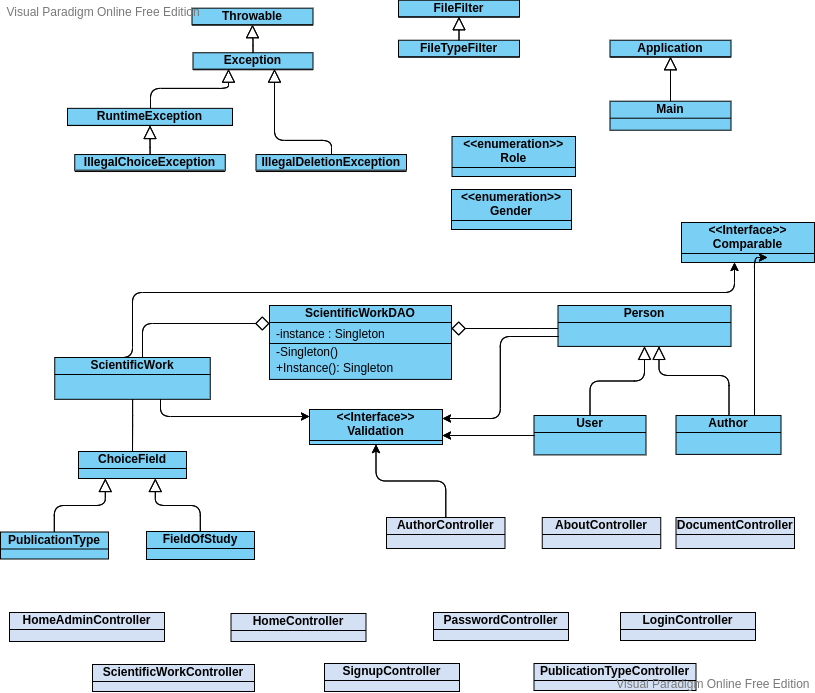 Visual Paradigm Online Free Edition
Throwable
FileFilter
Exception
FileTypeFilter
Application
RuntimeException
Main
IllegalChoiceException
IllegalDeletionException
<<enumeration>>
Role
<<enumeration>>
Gender
<<Interface>>
Comparable
ScientificWorkDAO
-instance : Singleton
-Singleton()
+Instance(): Singleton
Person
ScientificWork
<<Interface>>
Validation
User
Author
ChoiceField
PublicationType
FieldOfStudy
AuthorController
AboutController
DocumentController
HomeAdminController
HomeController
PasswordController
LoginController
ScientificWorkController
SignupController
PublicationTypeController
Visual Paradigm Online Free Edition